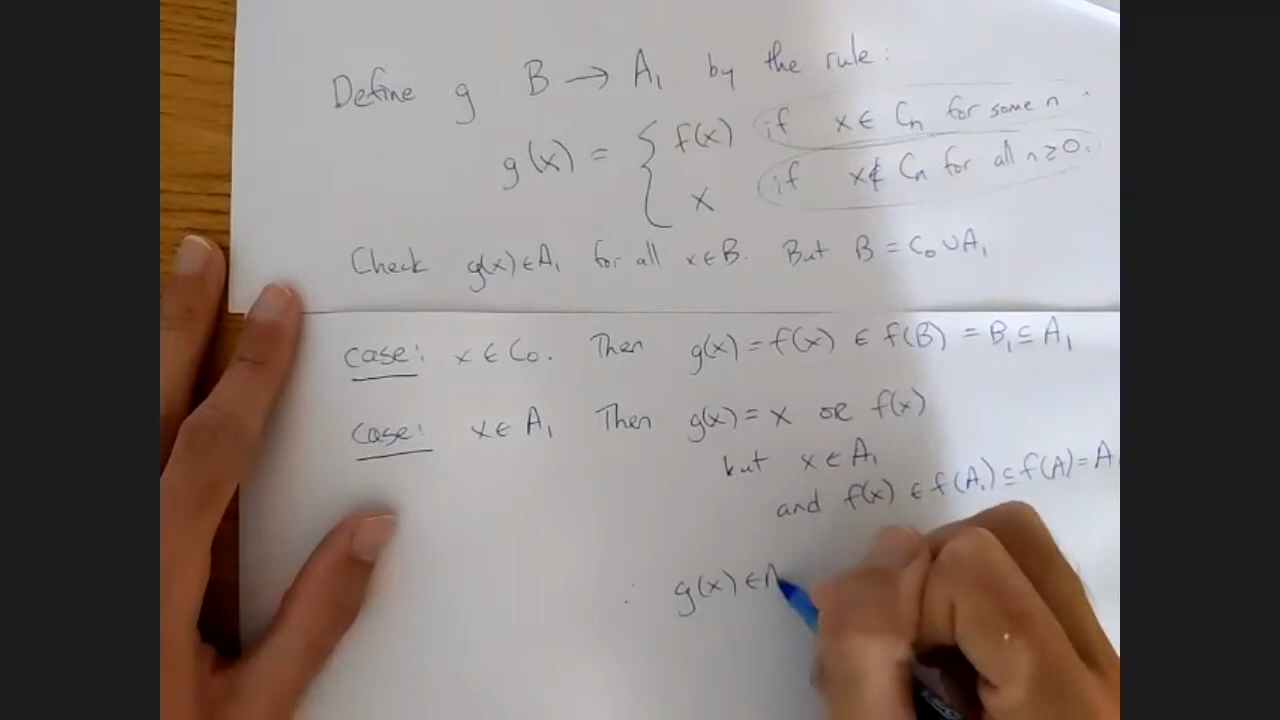 Define g B → A₁ by the rule:
g(x) = { f(x) if x ∈ Cₙ for some n
x if x ∉ Cₙ for all n ≥ 0.
Check g(x) ∈ A₁ for all x ∈ B. But B = C₀ ∪ A₁
case: x ∈ C₀. Then g(x) = f(x) ∈ f(B) = B₁ ⊆ A₁
case: x ∈ A₁ Then g(x) = x OR f(x)
but x ∈ A₁
and f(x) ∈ f(A₁) ⊆ f(A) = A
∴ g(x) ∈ A